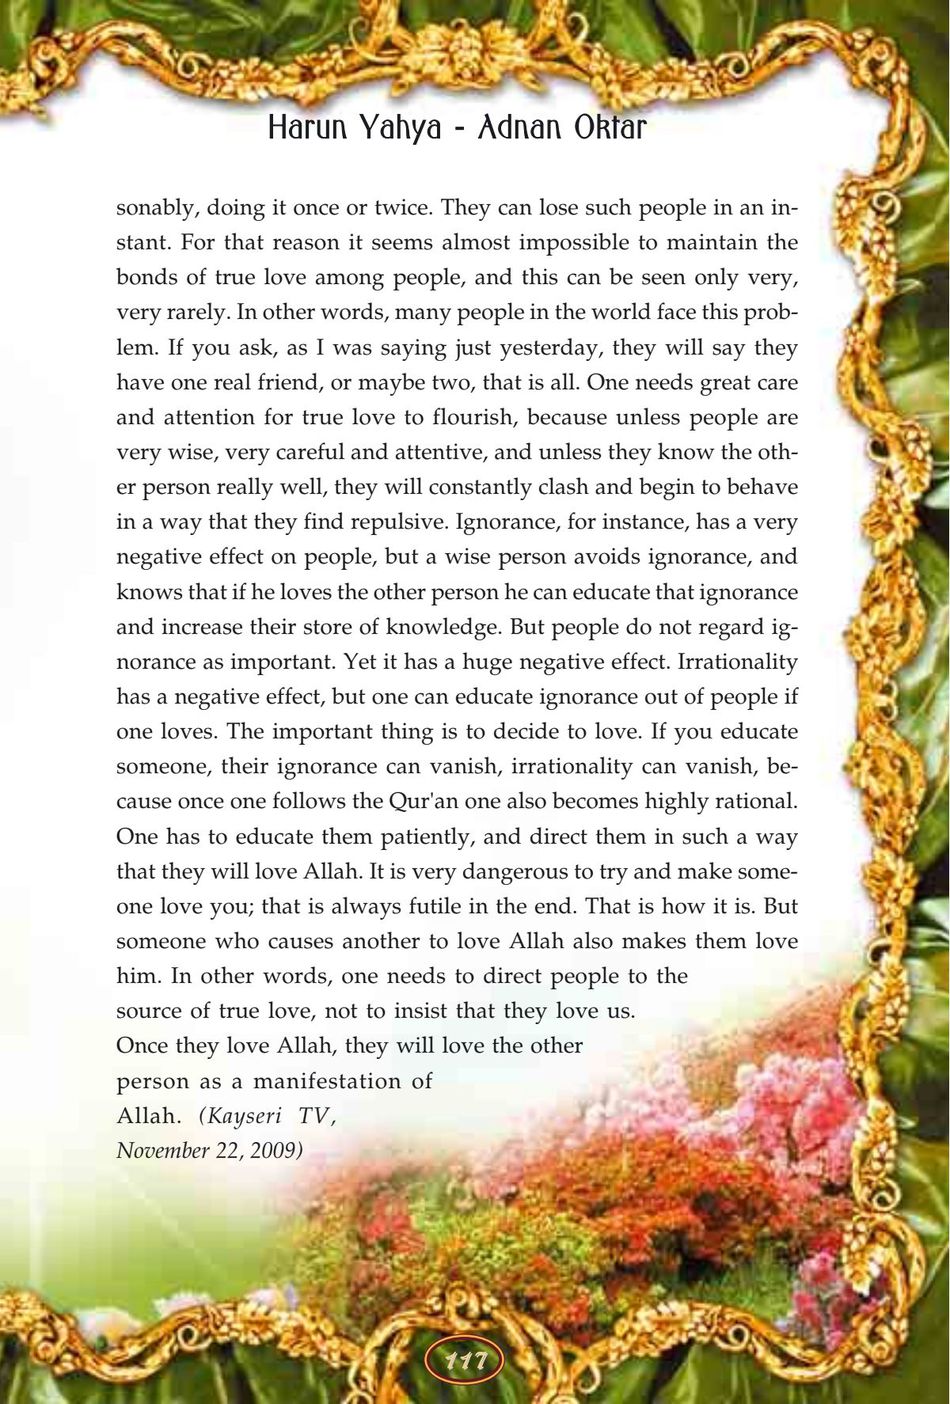 Harun Yahya - Adnan Oktar
sonably, doing it once or twice. They can lose such people in an in-
stant. For that reason it seems almost impossible to maintain the
bonds of true love among people, and this can be seen only very,
very rarely. In other words, many people in the world face this prob-
lem. If you ask, as I was saying just yesterday, they will say they
have one real friend, or maybe two, that is all. One needs great care
and attention for true love to flourish, because unless people are
very wise, very careful and attentive, and unless they know the oth-
er person really well, they will constantly clash and begin to behave
in a way that they find repulsive. Ignorance, for instance, has a very
negative effect on people, but a wise person avoids ignorance, and
knows that if he loves the other person he can educate that ignorance
and increase their store of knowledge. But people do not regard ig-
norance as important. Yet it has a huge negative effect. Irrationality
has a negative effect, but one can educate ignorance out of people if
one loves. The important thing is to decide to love. If you educate
someone, their ignorance can vanish, irrationality can vanish, be-
cause once one follows the Qur'an one also becomes highly rational.
One has to educate them patiently, and direct them in such a way
that they will love Allah. It is very dangerous to try and make some-
one love you; that is always futile in the end. That is how it is. But
someone who causes another to love Allah also makes them love
him. In other words, one needs to direct people to the
source of true love, not to insist that they love us.
Once they love Allah, they will love the other
person as a manifestation of
Allah. (Kayseri TV,
November 22, 2009)
117